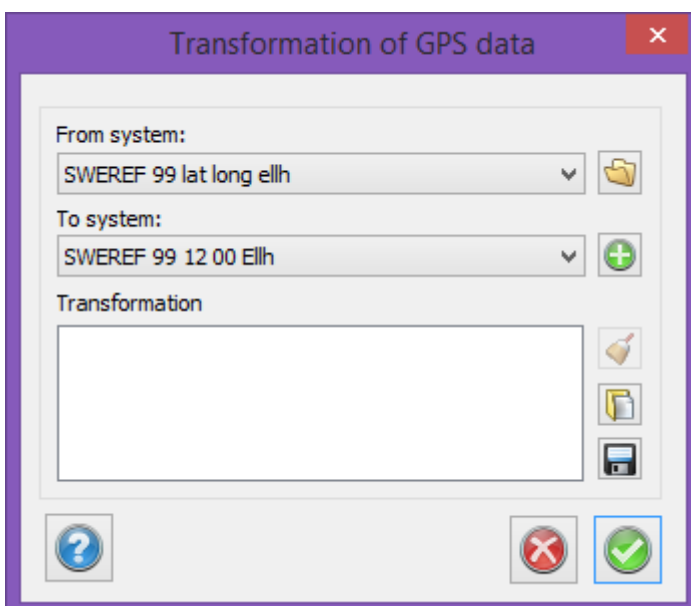 Transformation of GPS data
From system:
SWEREF 99 lat long ellh
To system:
SWEREF 99 12 00 Ellh
Transformation